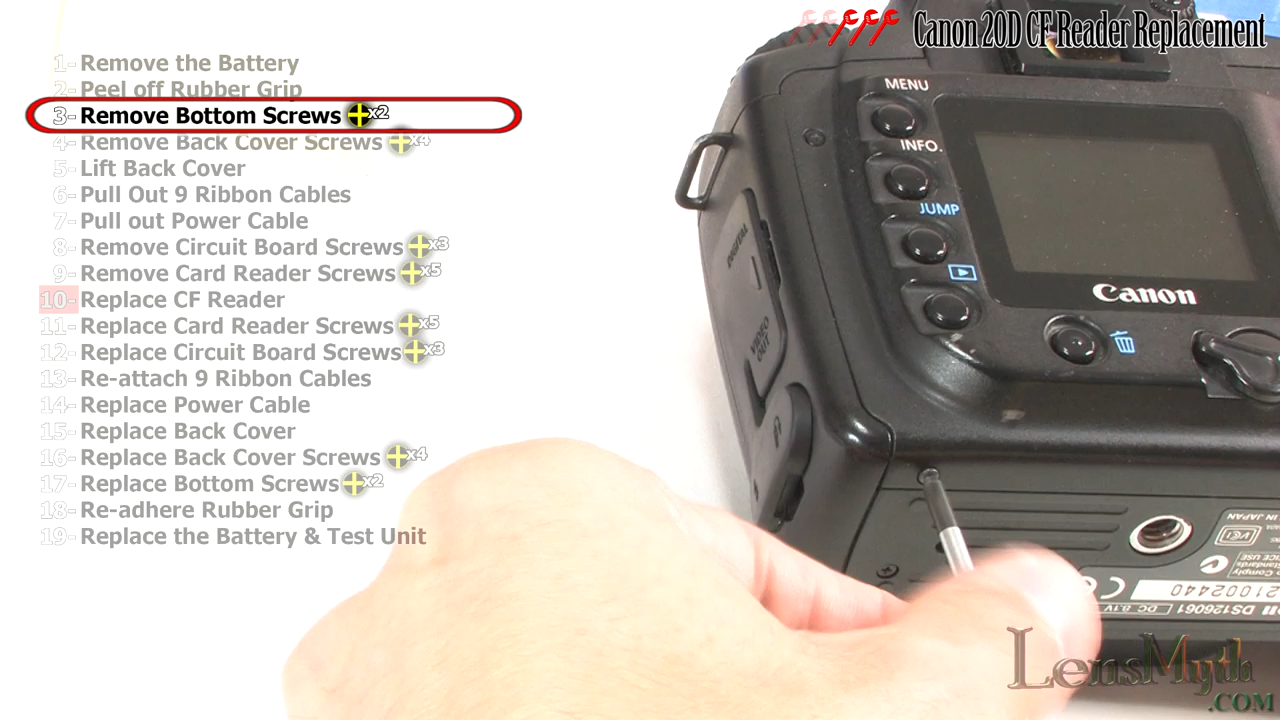 Canon 20D CF Reader Replacement
1- Remove the Battery
2- Peel off Rubber Grip
3- Remove Bottom Screws x2
4- Remove Back Cover Screws x4
5- Lift Back Cover
6- Pull Out 9 Ribbon Cables
7- Pull out Power Cable
8- Remove Circuit Board Screws x3
9- Remove Card Reader Screws x5
10- Replace CF Reader
11- Replace Card Reader Screws x5
12- Replace Circuit Board Screws x3
13- Re-attach 9 Ribbon Cables
14- Replace Power Cable
15- Replace Back Cover
16- Replace Back Cover Screws x4
17- Replace Bottom Screws x2
18- Re-adhere Rubber Grip
19- Replace the Battery & Test Unit
MENU
INFO.
JUMP
Canon
DIGITAL
VIDEO
OUT
IN JAPAN
21002440
DS126061 DC 8.1V
LensMyth
.COM